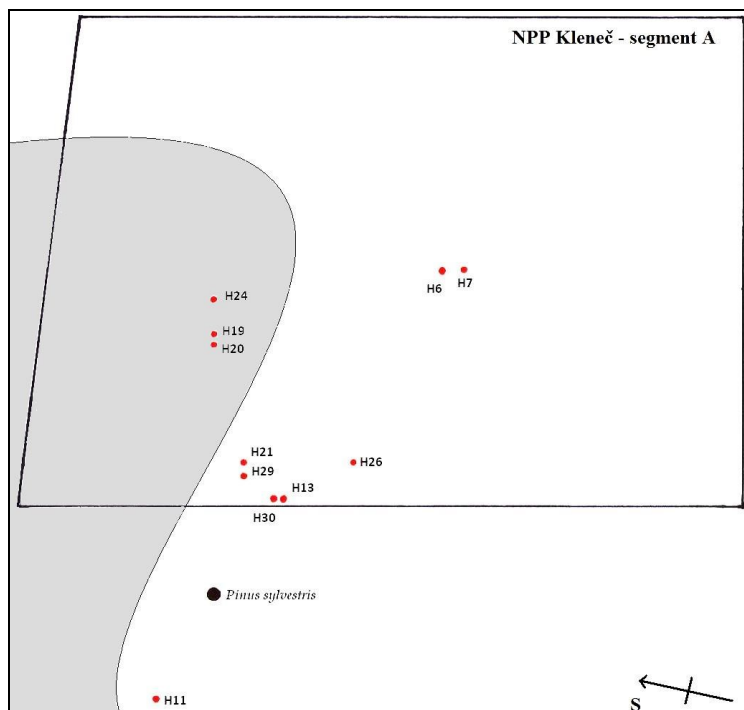 NPP Kleneč - segment A
H6
H7
H24
H19
H20
H21
H26
H29
H13
H30
Pinus sylvestris
H11
S